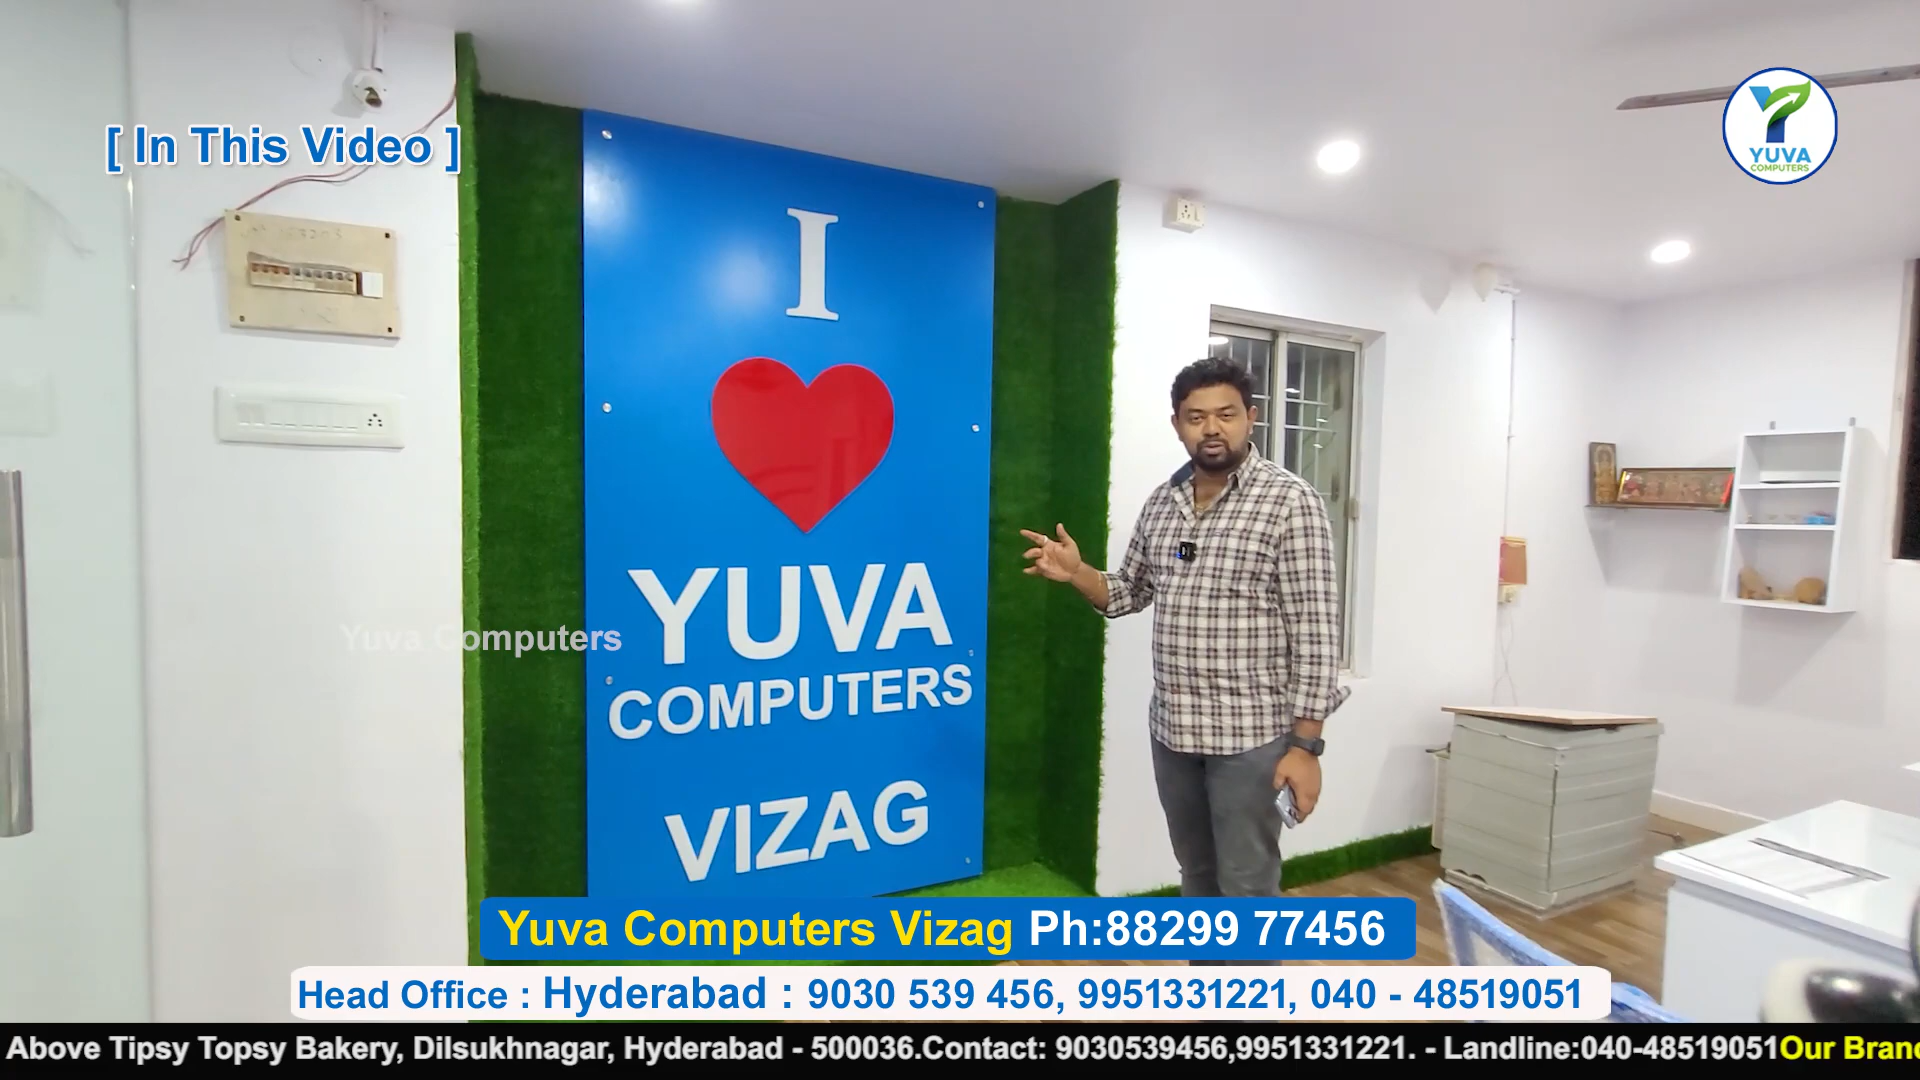 [ In This Video ]
YUVA
COMPUTERS
I
YUVA
COMPUTERS
VIZAG
Yuva Computers
Yuva Computers Vizag Ph:88299 77456
Head Office : Hyderabad : 9030 539 456, 9951331221, 040 - 48519051
Above Tipsy Topsy Bakery, Dilsukhnagar, Hyderabad - 500036.Contact: 9030539456,9951331221. - Landline:040-48519051Our Bran